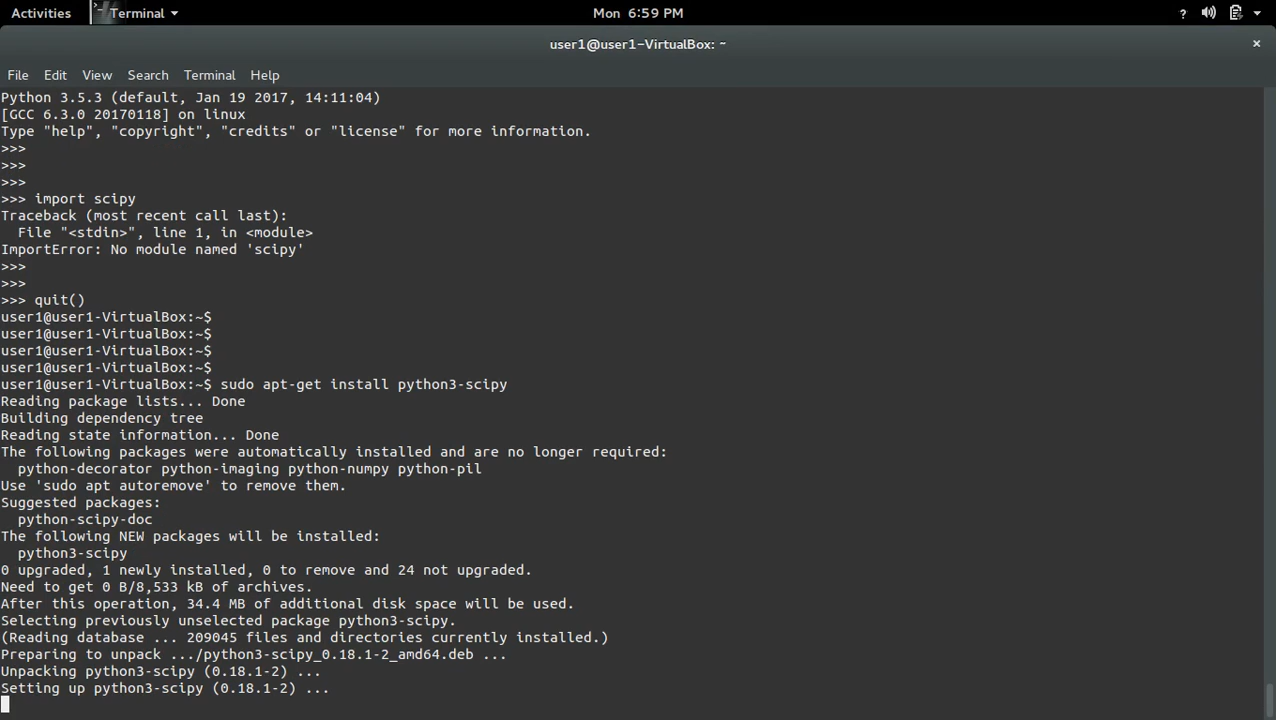 Activities Terminal Mon 6:59 PM ?
user1@user1-VirtualBox: ~ ×
File Edit View Search Terminal Help
Python 3.5.3 (default, Jan 19 2017, 14:11:04)
[GCC 6.3.0 20170118] on linux
Type "help", "copyright", "credits" or "license" for more information.
>>>
>>>
>>>
>>> import scipy
Traceback (most recent call last):
  File "<stdin>", line 1, in <module>
ImportError: No module named 'scipy'
>>>
>>>
>>> quit()
user1@user1-VirtualBox:~$
user1@user1-VirtualBox:~$
user1@user1-VirtualBox:~$
user1@user1-VirtualBox:~$
user1@user1-VirtualBox:~$ sudo apt-get install python3-scipy
Reading package lists... Done
Building dependency tree
Reading state information... Done
The following packages were automatically installed and are no longer required:
  python-decorator python-imaging python-numpy python-pil
Use 'sudo apt autoremove' to remove them.
Suggested packages:
  python-scipy-doc
The following NEW packages will be installed:
  python3-scipy
0 upgraded, 1 newly installed, 0 to remove and 24 not upgraded.
Need to get 0 B/8,533 kB of archives.
After this operation, 34.4 MB of additional disk space will be used.
Selecting previously unselected package python3-scipy.
(Reading database ... 209045 files and directories currently installed.)
Preparing to unpack .../python3-scipy_0.18.1-2_amd64.deb ...
Unpacking python3-scipy (0.18.1-2) ...
Setting up python3-scipy (0.18.1-2) ...